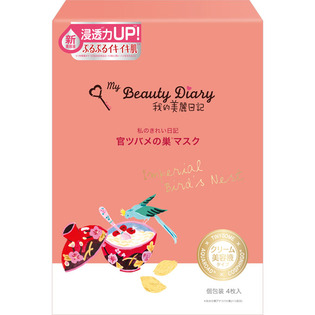 新
浸透力UP!
ぷるぷるイキイキ肌
My Beauty Diary
我的美麗日記
私のきれい日記
官ツバメの巣マスク
Imperial
Bird's Nest
クリーム
美容液
個包装 4枚入